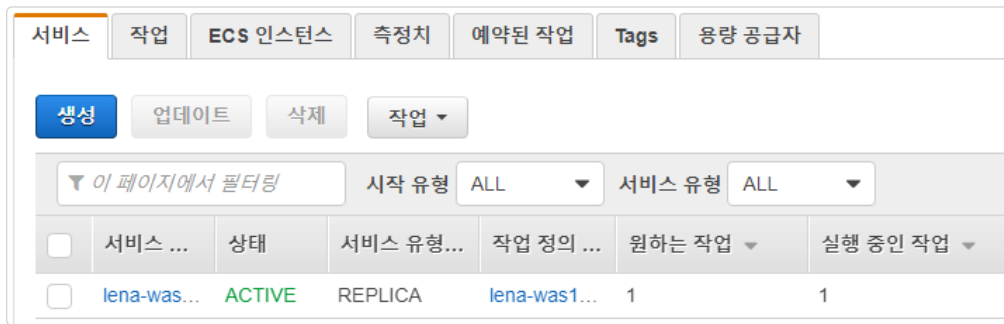 서비스 작업 ECS 인스턴스 측정치 예약된 작업 Tags 용량 공급자
생성 업데이트 삭제 작업
이 페이지에서 필터링 시작 유형 ALL 서비스 유형 ALL
서비스 ... 상태 서비스 유형... 작업 정의 ... 원하는 작업 실행 중인 작업
lena-was... ACTIVE REPLICA lena-was1... 1 1